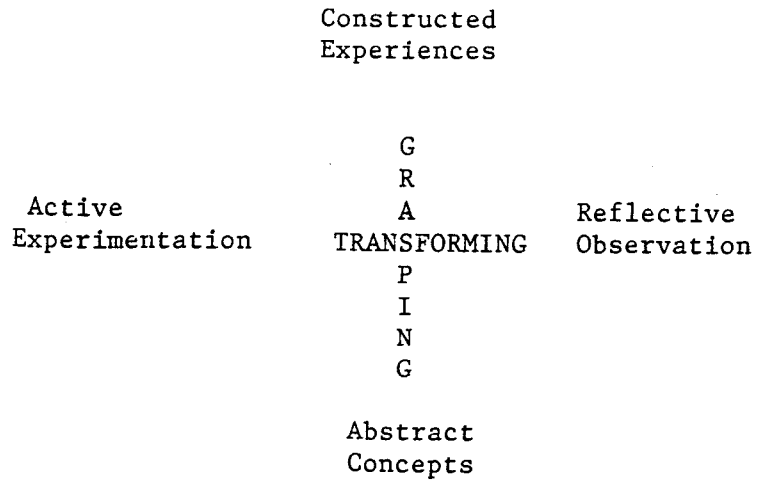 Constructed
Experiences
G
R
A
Active
Experimentation
TRANSFORMING
Reflective
Observation
P
I
N
G
Abstract
Concepts